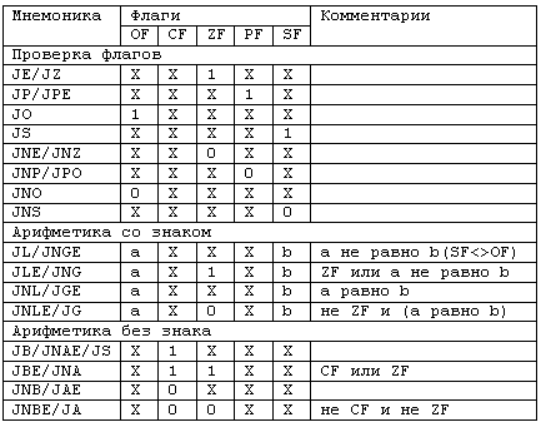 Мнемоника Флаги Комментарии
OF CF ZF PF SF
Проверка флагов
JE/JZ X X 1 X X
JP/JPE X X X 1 X
JO 1 X X X X
JS X X X X 1
JNE/JNZ X X 0 X X
JNP/JPO X X X 0 X
JNO 0 X X X X
JNS X X X X 0
Арифметика со знаком
JL/JNGE a X X X b a не равно b(SF<>OF)
JLE/JNG a X 1 X b ZF или a не равно b
JNL/JGE a X X X b a равно b
JNLE/JG a X 0 X b не ZF и (a равно b)
Арифметика без знака
JB/JNAE/JS X 1 X X X
JBE/JNA X 1 1 X X CF или ZF
JNB/JAE X 0 X X X
JNBE/JA X 0 0 X X не CF и не ZF